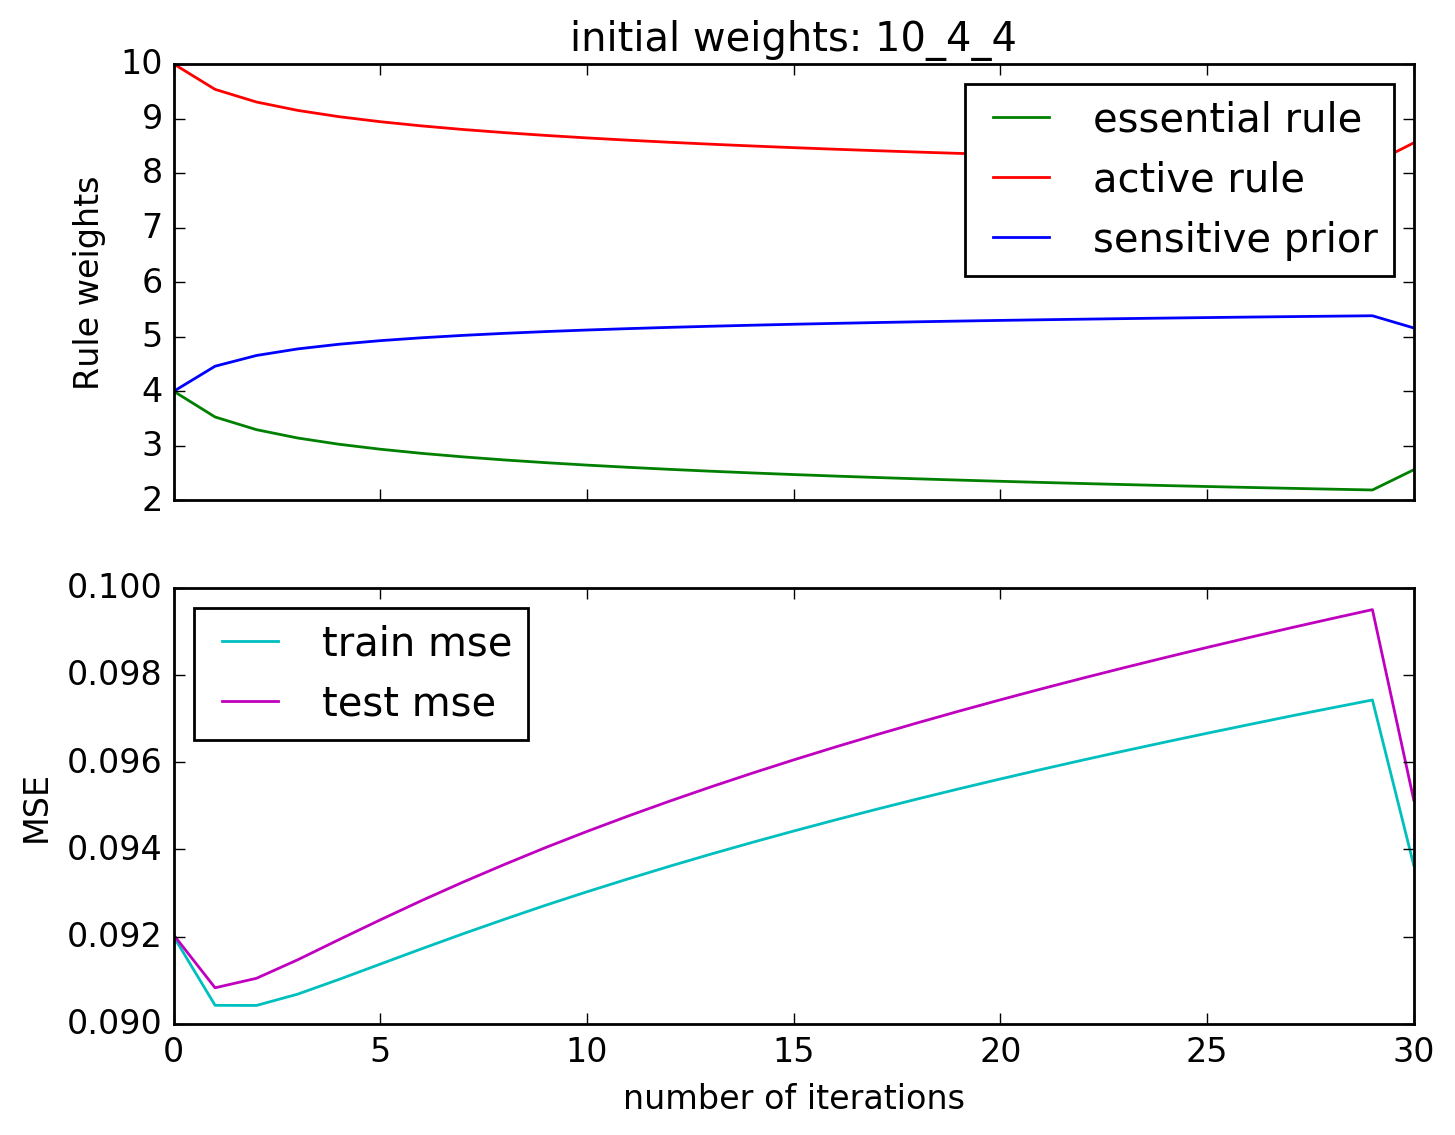 initial weights: 10_4_4
10
9
8
7
6
5
4
3
2
Rule weights
essential rule
active rule
sensitive prior
0.100
0.098
0.096
0.094
0.092
0.090
MSE
train mse
test mse
0 5 10 15 20 25 30
number of iterations